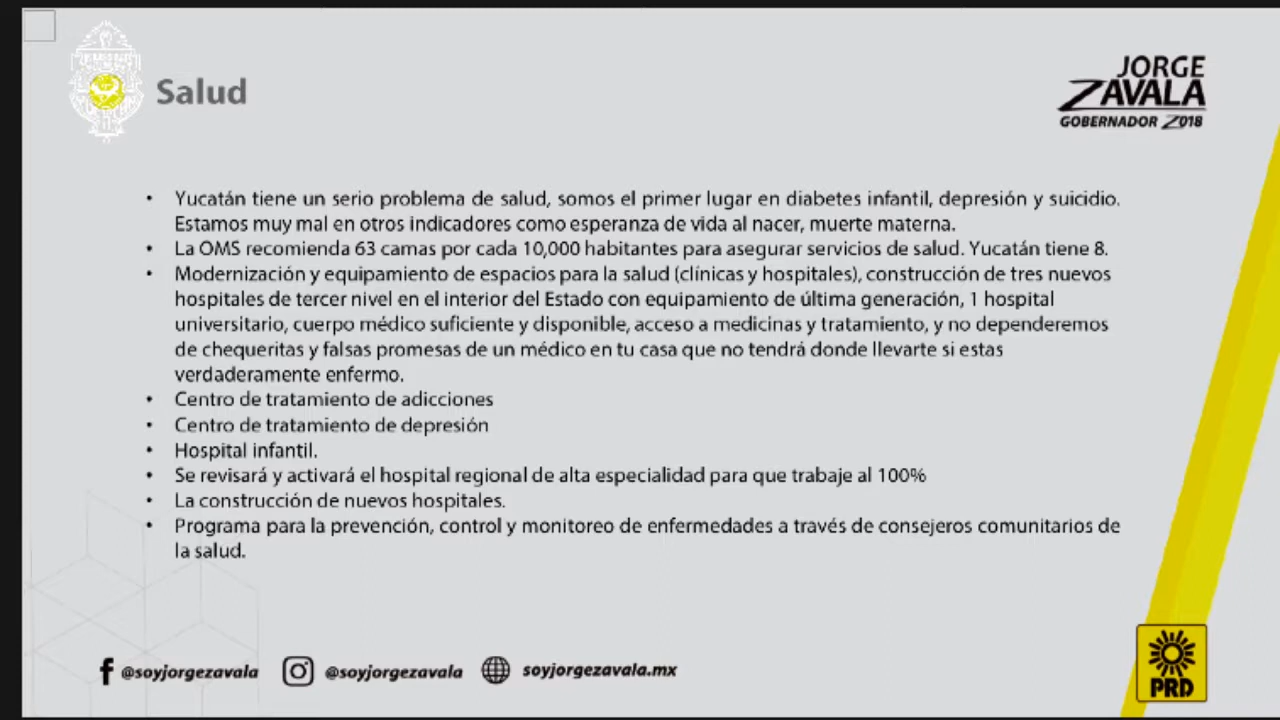 Salud
JORGE
ZAVALA
GOBERNADOR 2018
• Yucatán tiene un serio problema de salud, somos el primer lugar en diabetes infantil, depresión y suicidio.
Estamos muy mal en otros indicadores como esperanza de vida al nacer, muerte materna.
• La OMS recomienda 63 camas por cada 10,000 habitantes para asegurar servicios de salud. Yucatán tiene 8.
• Modernización y equipamiento de espacios para la salud (clínicas y hospitales), construcción de tres nuevos
hospitales de tercer nivel en el interior del Estado con equipamiento de última generación, 1 hospital
universitario, cuerpo médico suficiente y disponible, acceso a medicinas y tratamiento, y no dependeremos
de chequeritas y falsas promesas de un médico en tu casa que no tendrá donde llevarte si estas
verdaderamente enfermo.
• Centro de tratamiento de adicciones
• Centro de tratamiento de depresión
• Hospital infantil.
• Se revisará y activará el hospital regional de alta especialidad para que trabaje al 100%
• La construcción de nuevos hospitales.
• Programa para la prevención, control y monitoreo de enfermedades a través de consejeros comunitarios de
la salud.
@soyjorgezavala @soyjorgezavala soyjorgezavala.mx
PRD